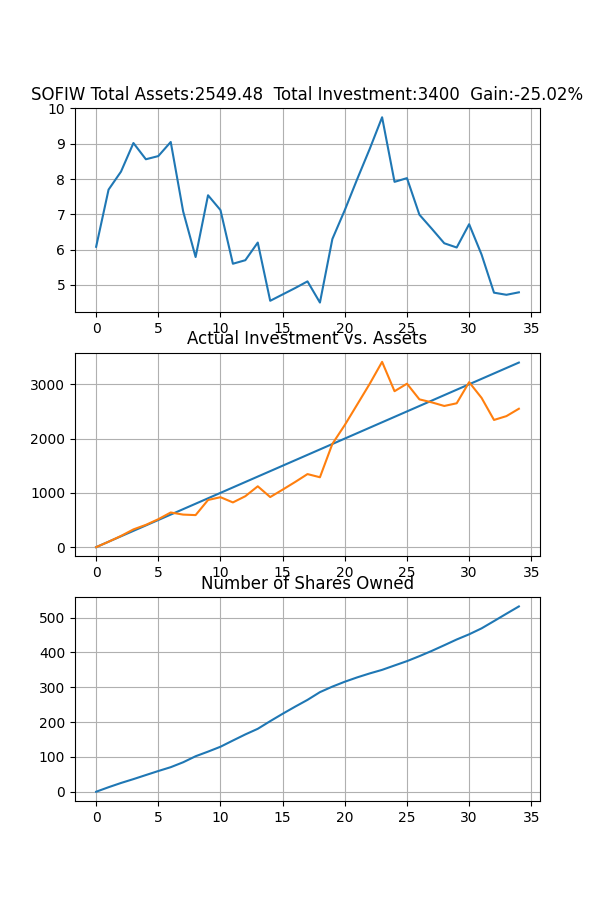 SOFIW Total Assets:2549.48  Total Investment:3400  Gain:-25.02%
10
9
8
7
6
5
0 5 10 15 20 25 30 35
Actual Investment vs. Assets
3000
2000
1000
0
0 5 10 15 20 25 30 35
Number of Shares Owned
500
400
300
200
100
0
0 5 10 15 20 25 30 35